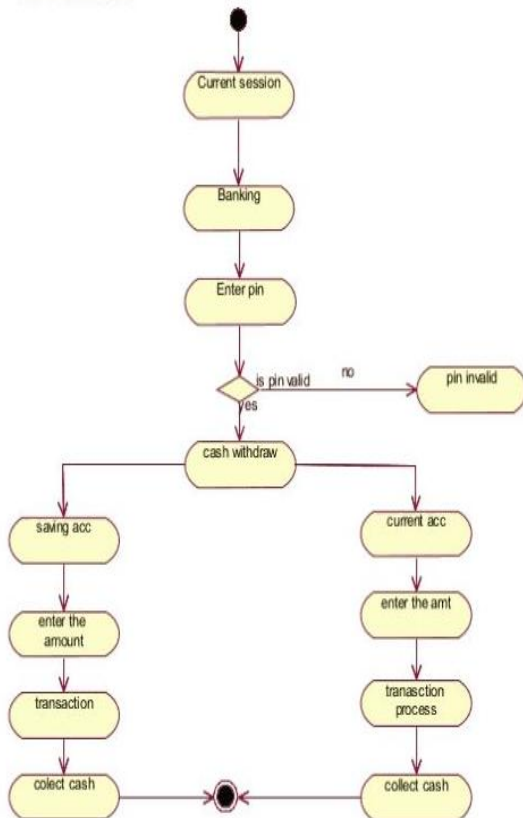 Current session
Banking
Enter pin
is pin valid
no
pin invalid
yes
cash withdraw
saving acc
current acc
enter the
amount
enter the amt
transaction
tranasction
process
colect cash
collect cash